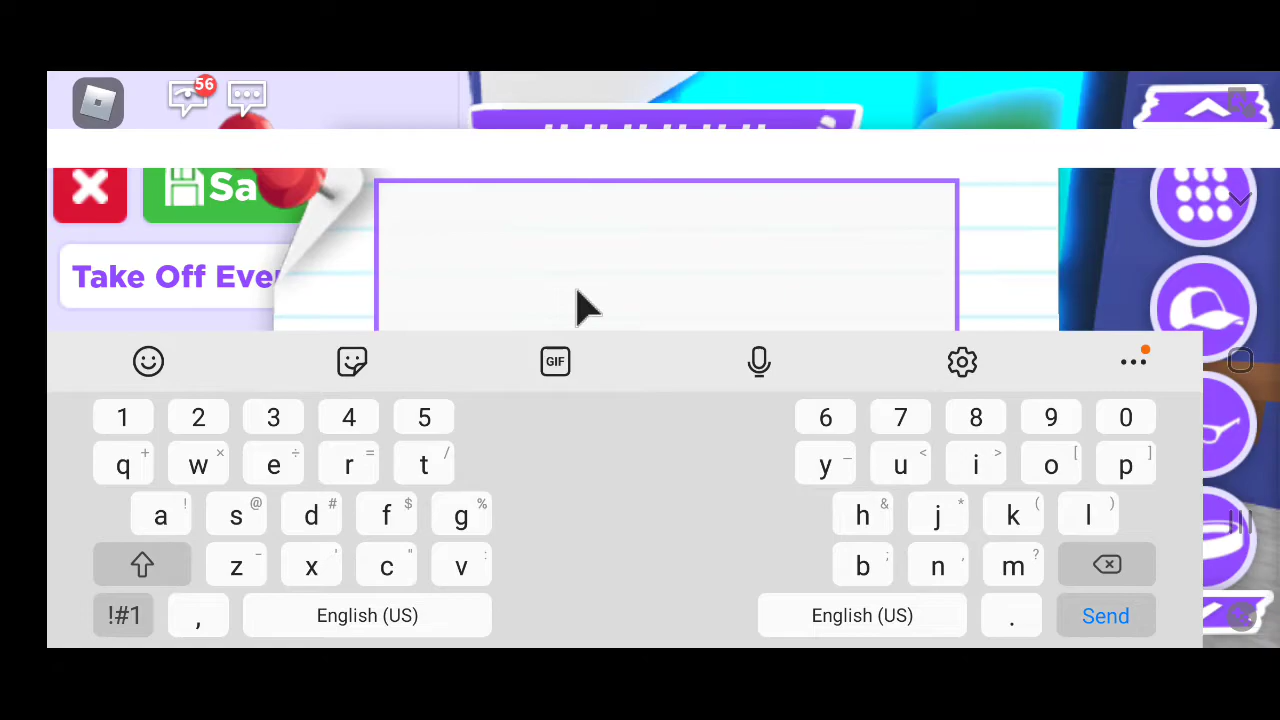 56
Sa
Take Off Ever
GIF
1 2 3 4 5 6 7 8 9 0
q + w × e ÷ r = t / y _ u < i > o [ p ]
a ! s @ d # f $ g % h & j * k ( l )
z - x ' c " v : b ; n , m ?
!#1 , English (US) English (US) . Send